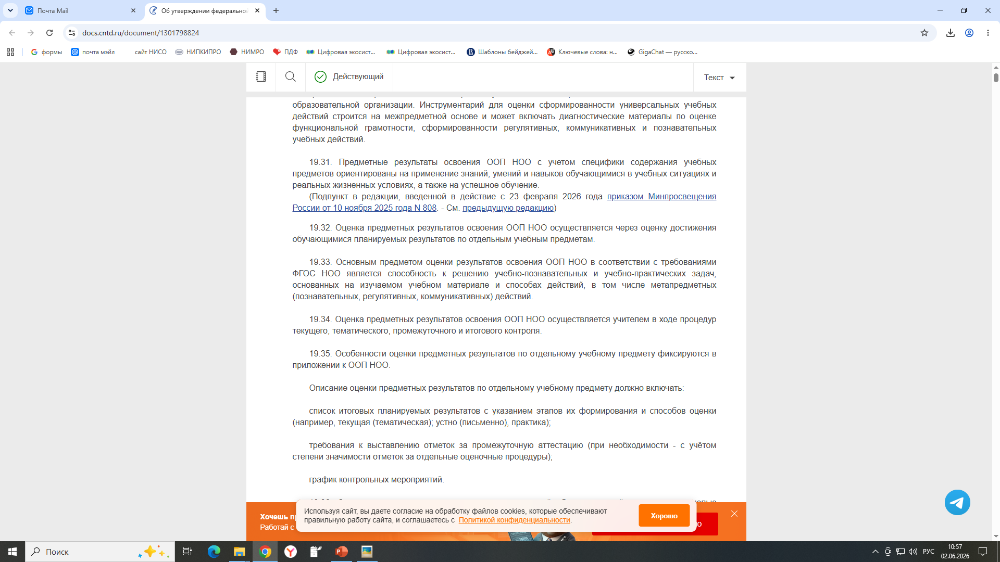 Почта Mail
Об утверждении федерально
docs.cntd.ru/document/1301798824
формы
почта мэйл
сайт НИСО
НИПКИПРО
НИМРО
ПДФ
Цифровая экосист...
Цифровая экосист...
Шаблоны бейджей...
Ключевые слова: н...
GigaChat — русско...
Действующий
Текст
образовательной организации. Инструментарий для оценки сформированности универсальных учебных
действий строится на межпредметной основе и может включать диагностические материалы по оценке
функциональной грамотности, сформированности регулятивных, коммуникативных и познавательных
учебных действий.
19.31. Предметные результаты освоения ООП НОО с учетом специфики содержания учебных
предметов ориентированы на применение знаний, умений и навыков обучающимися в учебных ситуациях и
реальных жизненных условиях, а также на успешное обучение.
(Подпункт в редакции, введенной в действие с 23 февраля 2026 года приказом Минпросвещения
России от 10 ноября 2025 года N 808. - См. предыдущую редакцию)
19.32. Оценка предметных результатов освоения ООП НОО осуществляется через оценку достижения
обучающимися планируемых результатов по отдельным учебным предметам.
19.33. Основным предметом оценки результатов освоения ООП НОО в соответствии с требованиями
ФГОС НОО является способность к решению учебно-познавательных и учебно-практических задач,
основанных на изучаемом учебном материале и способах действий, в том числе метапредметных
(познавательных, регулятивных, коммуникативных) действий.
19.34. Оценка предметных результатов освоения ООП НОО осуществляется учителем в ходе процедур
текущего, тематического, промежуточного и итогового контроля.
19.35. Особенности оценки предметных результатов по отдельному учебному предмету фиксируются в
приложении к ООП НОО.
Описание оценки предметных результатов по отдельному учебному предмету должно включать:
список итоговых планируемых результатов с указанием этапов их формирования и способов оценки
(например, текущая (тематическая); устно (письменно), практика);
требования к выставлению отметок за промежуточную аттестацию (при необходимости - с учётом
степени значимости отметок за отдельные оценочные процедуры);
график контрольных мероприятий.
Хочешь
Работай с
Используя сайт, вы даете согласие на обработку файлов cookies, которые обеспечивают
правильную работу сайта, и соглашаетесь с Политикой конфиденциальности.
Хорошо
Поиск
РУС
10:57
02.06.2026